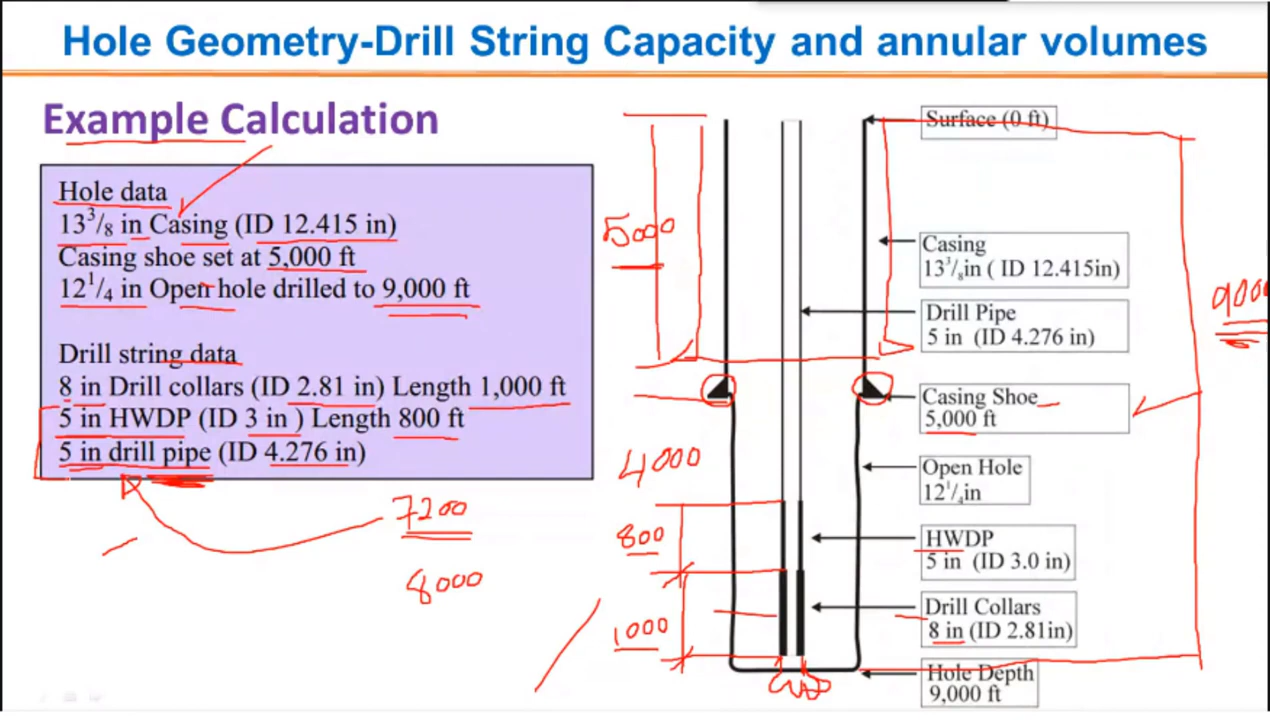 Hole Geometry-Drill String Capacity and annular volumes
Example Calculation
Hole data
13 3/8 in Casing (ID 12.415 in)
Casing shoe set at 5,000 ft
12 1/4 in Open hole drilled to 9,000 ft
Drill string data
8 in Drill collars (ID 2.81 in) Length 1,000 ft
5 in HWDP (ID 3 in ) Length 800 ft
5 in drill pipe (ID 4.276 in)
7200
8000
5000
4000
800
1000
Surface (0 ft)
Casing
13 3/8 in ( ID 12.415in)
Drill Pipe
5 in (ID 4.276 in)
Casing Shoe
5,000 ft
Open Hole
12 1/4 in
HWDP
5 in (ID 3.0 in)
Drill Collars
8 in (ID 2.81in)
Hole Depth
9,000 ft
9000